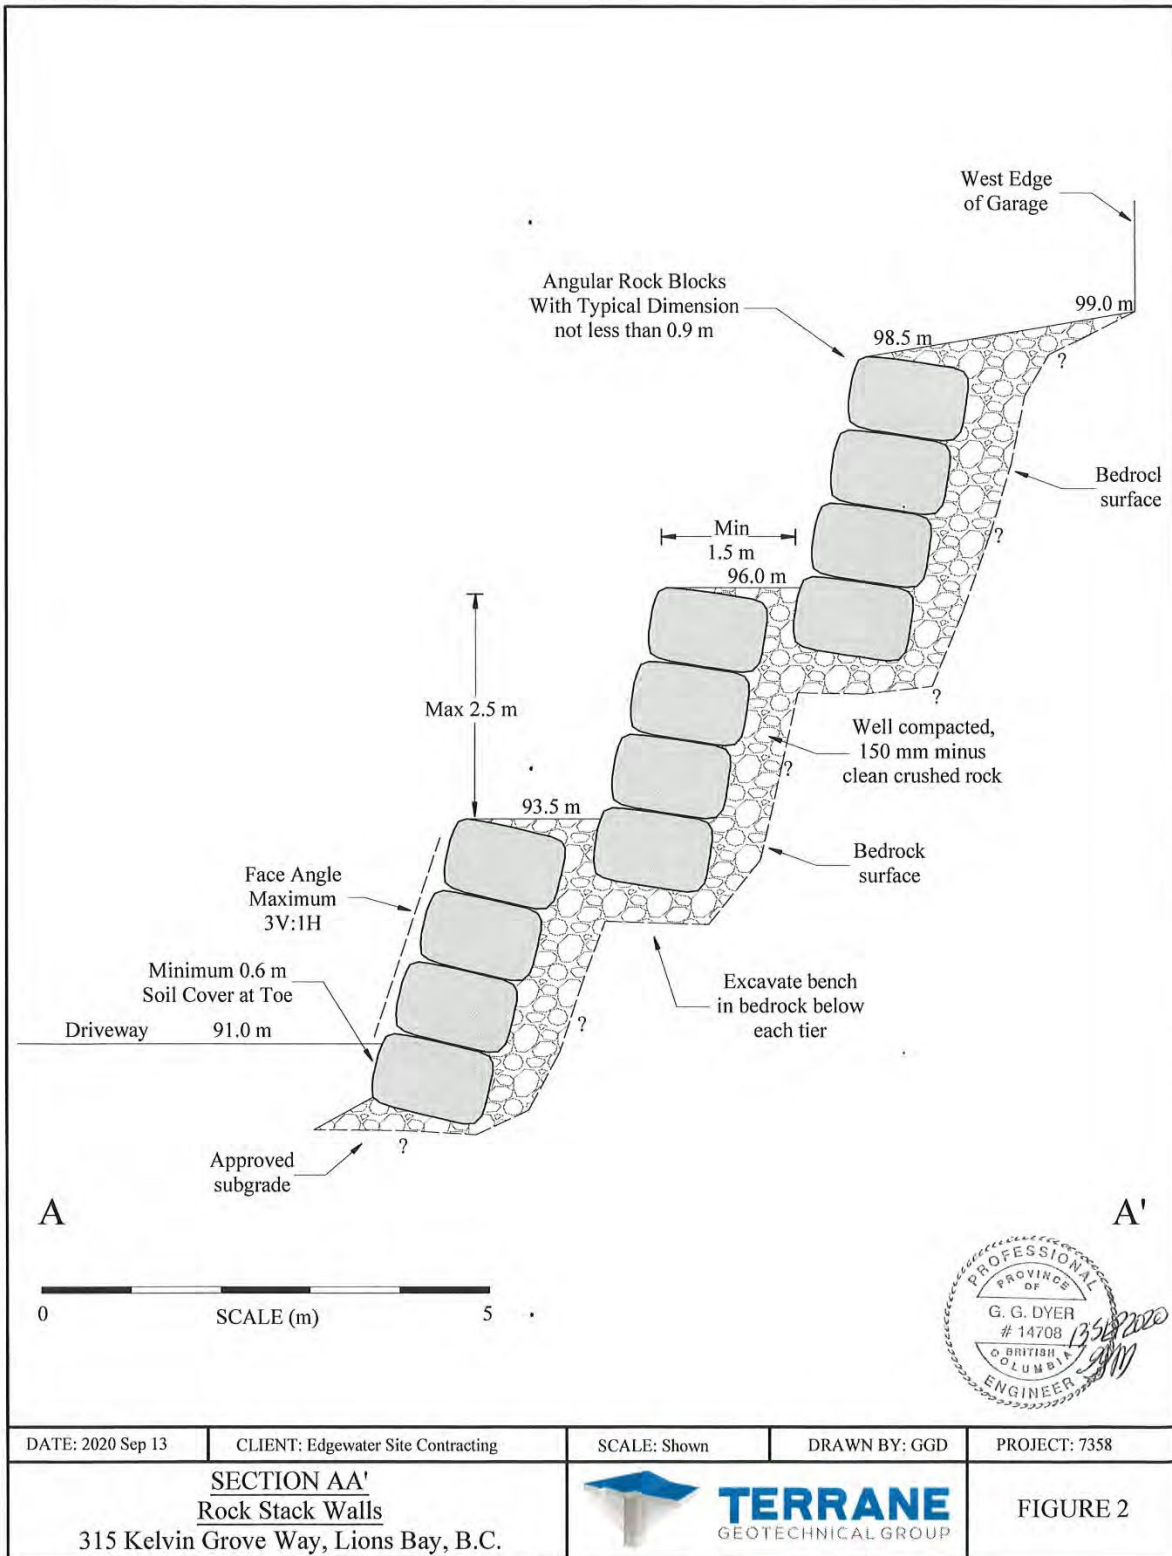 West Edge
of Garage
Angular Rock Blocks
With Typical Dimension
not less than 0.9 m
99.0 m
98.5 m
?
Bedrocl
surface
Min
1.5 m
?
96.0 m
Max 2.5 m
?
Well compacted,
150 mm minus
clean crushed rock
?
93.5 m
Bedrock
surface
Face Angle
Maximum
3V:1H
Minimum 0.6 m
Soil Cover at Toe
Excavate bench
in bedrock below
each tier
Driveway 91.0 m
?
?
Approved
subgrade
A
A'
0
SCALE (m)
5
PROFESSIONAL
PROVINCE
OF
G. G. DYER
# 14708
BRITISH
COLUMBIA
ENGINEER
13 SEP 2020
DATE: 2020 Sep 13
CLIENT: Edgewater Site Contracting
SCALE: Shown
DRAWN BY: GGD
PROJECT: 7358
SECTION AA'
Rock Stack Walls
315 Kelvin Grove Way, Lions Bay, B.C.
TERRANE
GEOTECHNICAL GROUP
FIGURE 2